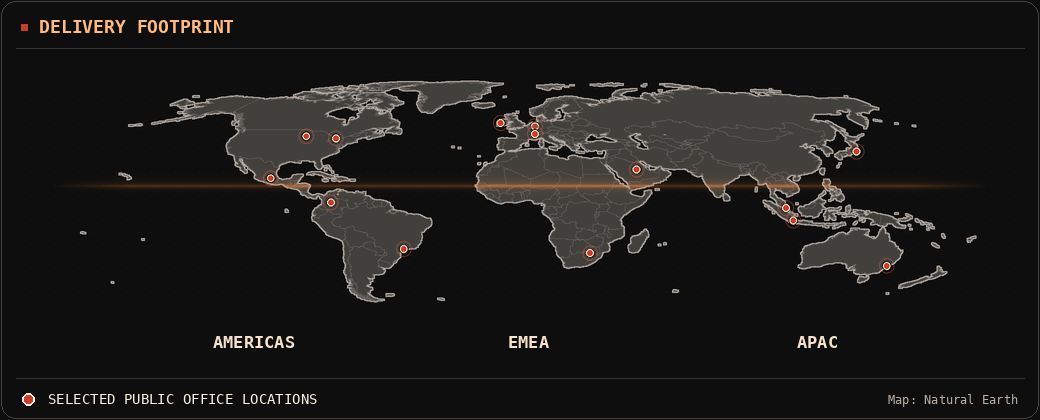 DELIVERY FOOTPRINT
AMERICAS EMEA APAC
SELECTED PUBLIC OFFICE LOCATIONS Map: Natural Earth